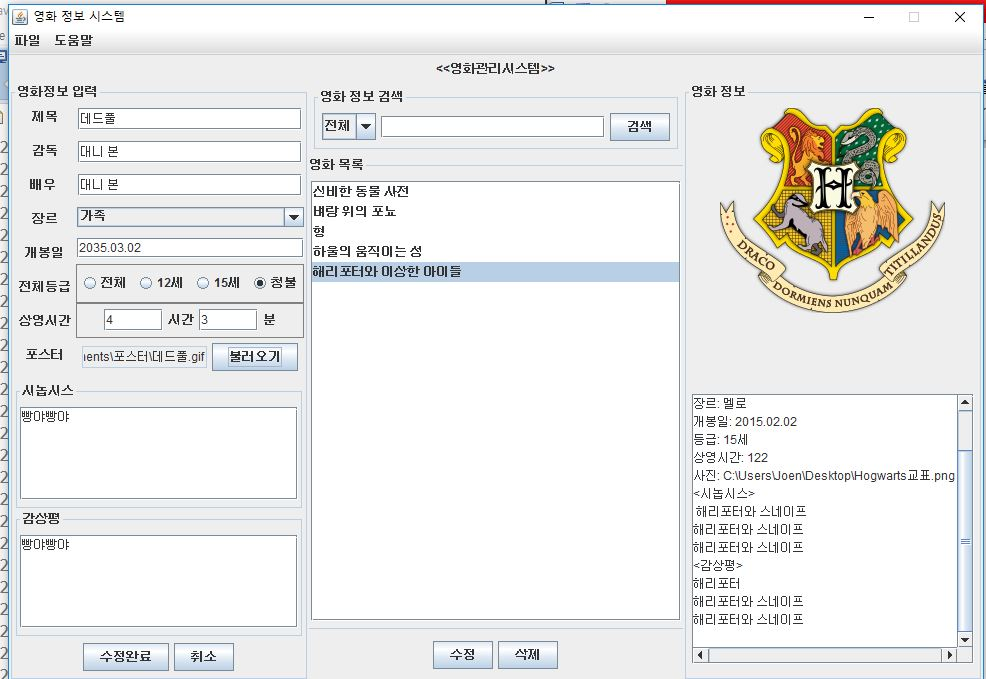 영화 정보 시스템
파일 도움말
<<영화관리시스템>>
영화정보 입력
제목 데드풀
감독 대니 본
배우 대니 본
장르 가족
개봉일 2035.03.02
전체등급 전체 12세 15세 청불
상영시간 4 시간 3 분
포스터 ients\포스터\데드풀.gif 불러오기
시놉시스
빵야빵야
감상평
빵야빵야
수정완료 취소
영화 정보 검색
전체 검색
영화 목록
신비한 동물 사전
벼랑 위의 포뇨
형
하울의 움직이는 성
해리포터와 이상한 아이들
수정 삭제
영화 정보
H
DRACO DORMIENS NUNQUAM TITILLANDUS
장르: 멜로
개봉일: 2015.02.02
등급: 15세
상영시간: 122
사진: C:\Users\Joen\Desktop\Hogwarts교표.png
<시놉시스>
해리포터와 스네이프
해리포터와 스네이프
해리포터와 스네이프
<감상평>
해리포터
해리포터와 스네이프
해리포터와 스네이프